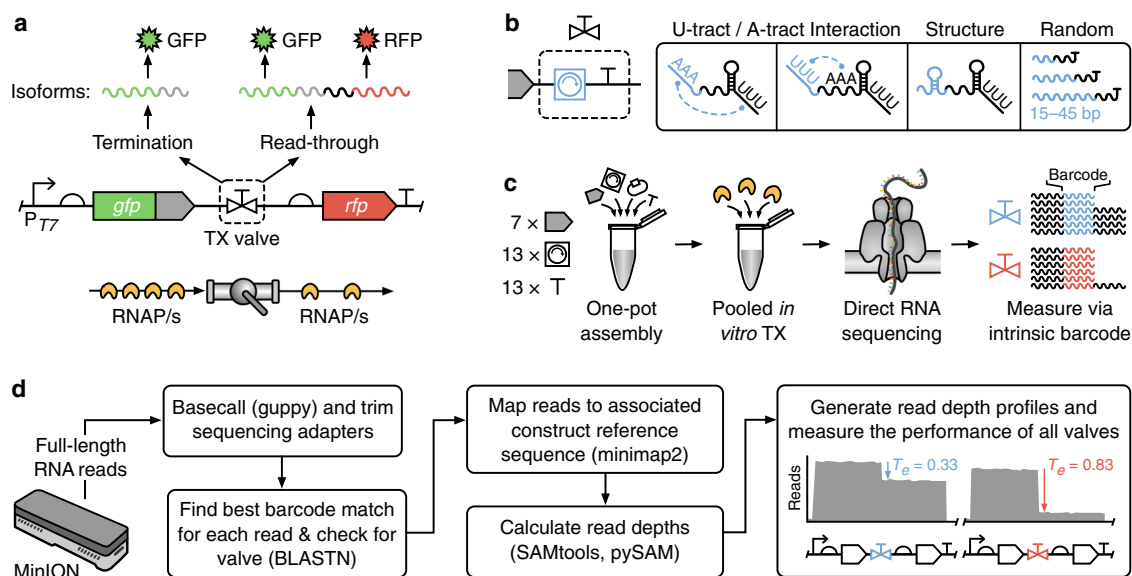 a
GFP
GFP
RFP
Isoforms:
Termination
Read-through
P_T7
gfp
rfp
TX valve
RNAP/s
RNAP/s
b
U-tract / A-tract Interaction
Structure
Random
AAA
UUU
UUU
AAA
UUU
UUU
15–45 bp
c
7 ×
13 ×
13 × T
One-pot
assembly
Pooled in
vitro TX
Direct RNA
sequencing
Barcode
Measure via
intrinsic barcode
d
Full-length
RNA reads
MinION
Basecall (guppy) and trim
sequencing adapters
Find best barcode match
for each read & check for
valve (BLASTN)
Map reads to associated
construct reference
sequence (minimap2)
Calculate read depths
(SAMtools, pySAM)
Generate read depth profiles and
measure the performance of all valves
Reads
T_e = 0.33
T_e = 0.83